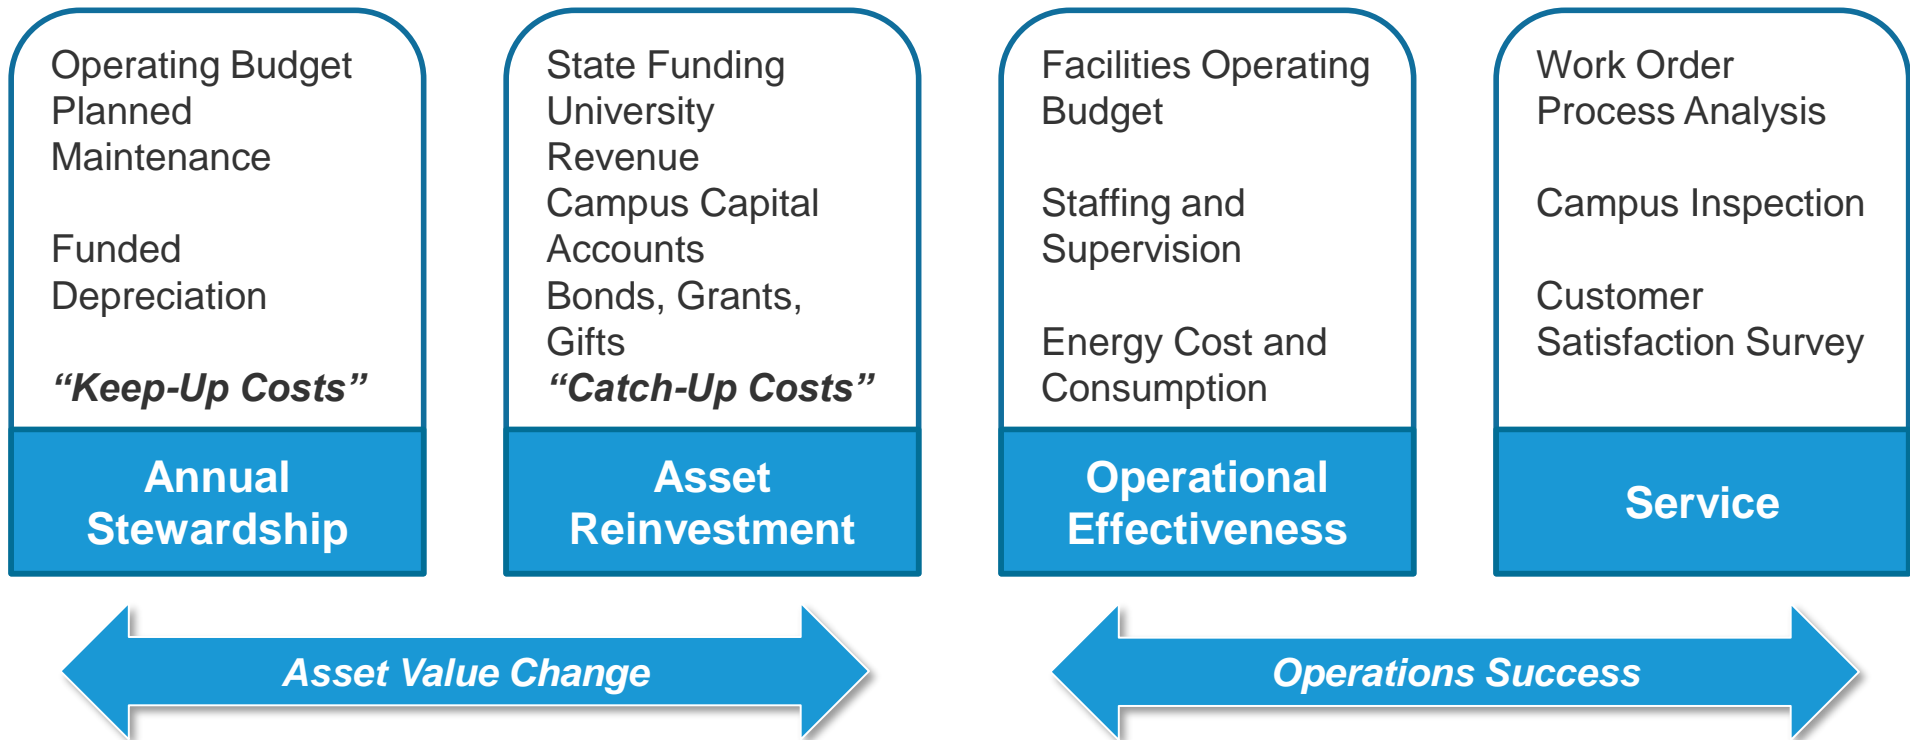 Operating Budget
Planned
Maintenance
Funded
Depreciation
“Keep-Up Costs”
Annual
Stewardship
State Funding
University
Revenue
Campus Capital
Accounts
Bonds, Grants,
Gifts
“Catch-Up Costs”
Asset
Reinvestment
Facilities Operating
Budget
Staffing and
Supervision
Energy Cost and
Consumption
Operational
Effectiveness
Work Order
Process Analysis
Campus Inspection
Customer
Satisfaction Survey
Service
Asset Value Change
Operations Success